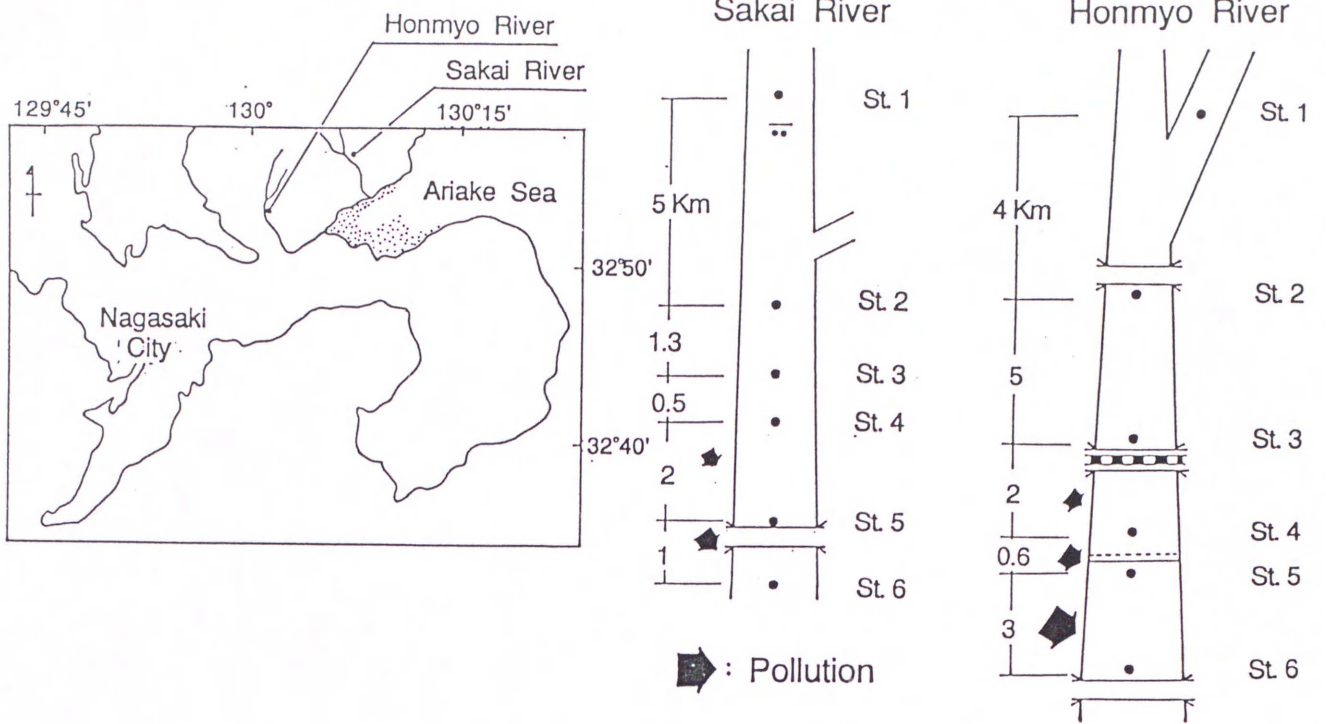 Honmyo River
Sakai River
129°45'
130°
130°15'
Ariake Sea
32°50'
Nagasaki
City
32°40'
Sakai River
St. 1
5 Km
St. 2
1.3
St. 3
0.5
St. 4
2
St. 5
1
St. 6
: Pollution
Honmyo River
St. 1
4 Km
St. 2
5
St. 3
2
St. 4
0.6
St. 5
3
St. 6